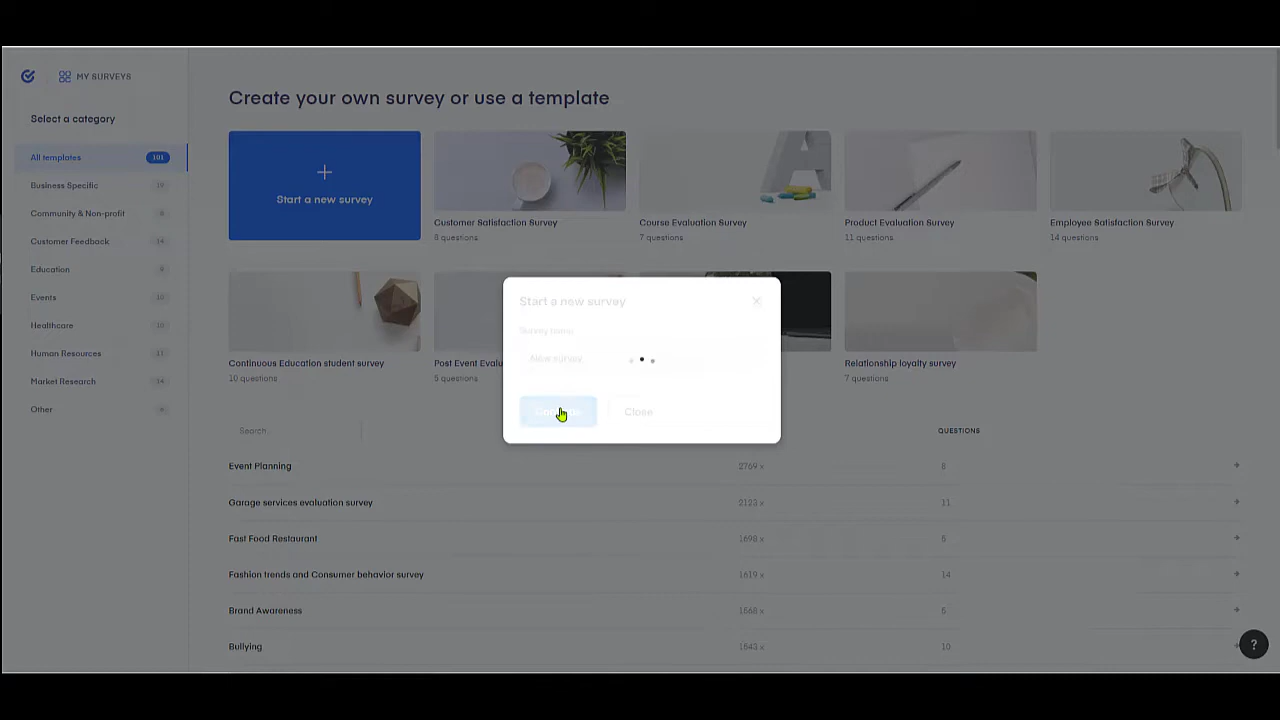 MY SURVEYS
Select a category
All templates 101
Business Specific 19
Community & Non-profit 8
Customer Feedback 14
Education 9
Events 10
Healthcare 10
Human Resources 11
Market Research 14
Other
Create your own survey or use a template
Start a new survey
Customer Satisfaction Survey
6 questions
Course Evaluation Survey
7 questions
Product Evaluation Survey
11 questions
Employee Satisfaction Survey
14 questions
Continuous Education student survey
10 questions
Post Event Evalu
5 questions
Relationship loyalty survey
7 questions
Start a new survey
Survey name
New survey
Close
Search
QUESTIONS
Event Planning 2769 x 8
Garage services evaluation survey 2123 x 11
Fast Food Restaurant 1698 x 5
Fashion trends and Consumer behavior survey 1619 x 14
Brand Awareness 1568 x 5
Bullying 1543 x 10
?